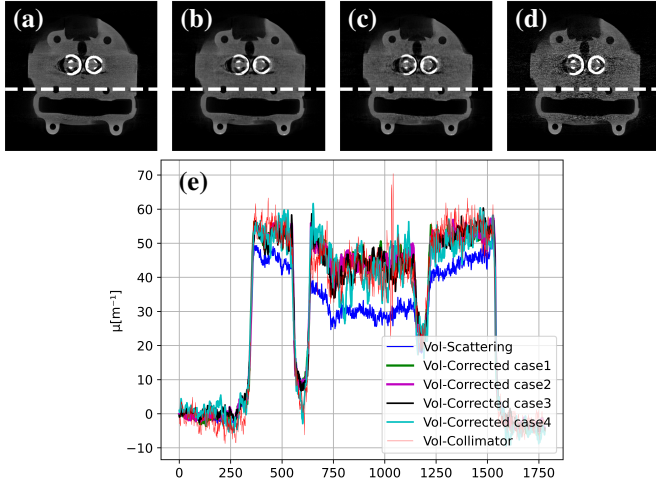 (a) (b) (c) (d)
(e)
70
60
50
40
30
20
10
0
−10
μ[m⁻¹]
Vol-Scattering
Vol-Corrected case1
Vol-Corrected case2
Vol-Corrected case3
Vol-Corrected case4
Vol-Collimator
0 250 500 750 1000 1250 1500 1750